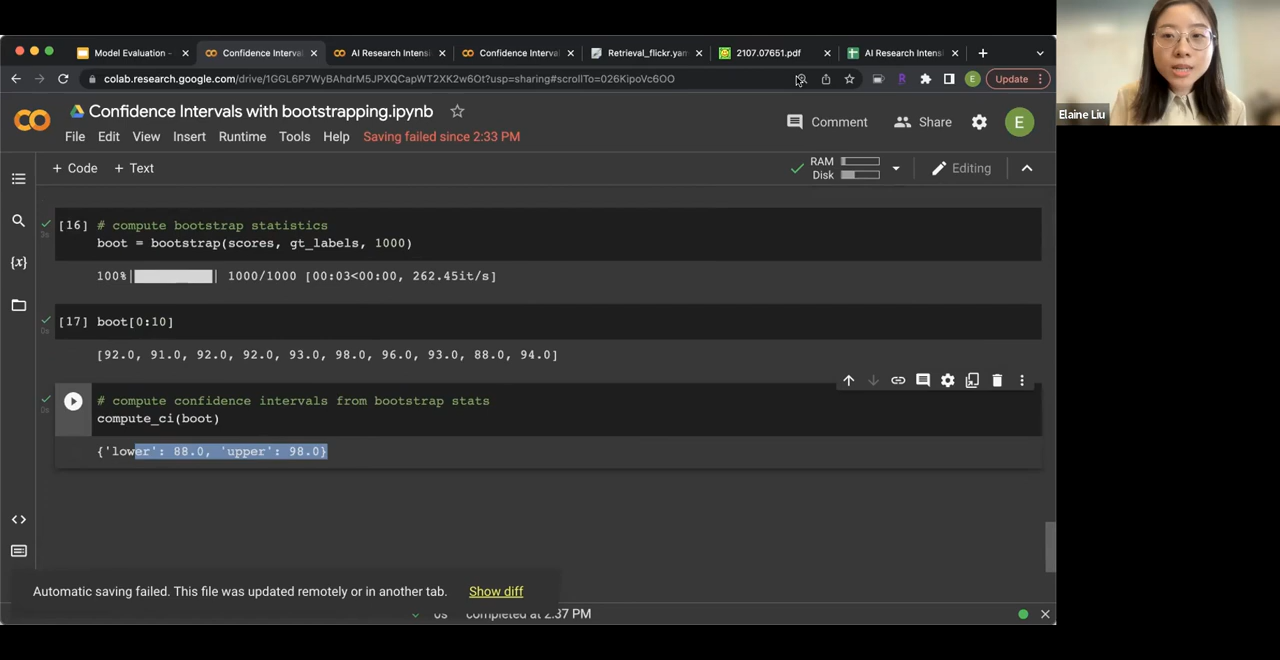 Model Evaluation -
Confidence Interva
AI Research Intensi
Confidence Interva
Retrieval_flickr.yam
2107.07651.pdf
AI Research Intensi
colab.research.google.com/drive/1GGL6P7WyBAhdrM5JPXQCapWT2XK2w6Ot?usp=sharing#scrollTo=026KipoVc6OO
R
E
Update
Elaine Liu
Confidence Intervals with bootstrapping.ipynb
Comment
Share
E
File Edit View Insert Runtime Tools Help Saving failed since 2:33 PM
+ Code + Text
RAM
Disk
Editing
[16] # compute bootstrap statistics
3s
boot = bootstrap(scores, gt_labels, 1000)
100%| | 1000/1000 [00:03<00:00, 262.45it/s]
{x}
[17] boot[0:10]
0s
[92.0, 91.0, 92.0, 92.0, 93.0, 98.0, 96.0, 93.0, 88.0, 94.0]
# compute confidence intervals from bootstrap stats
0s
compute_ci(boot)
{'lower': 88.0, 'upper': 98.0}
Automatic saving failed. This file was updated remotely or in another tab. Show diff
0s completed at 2:37 PM